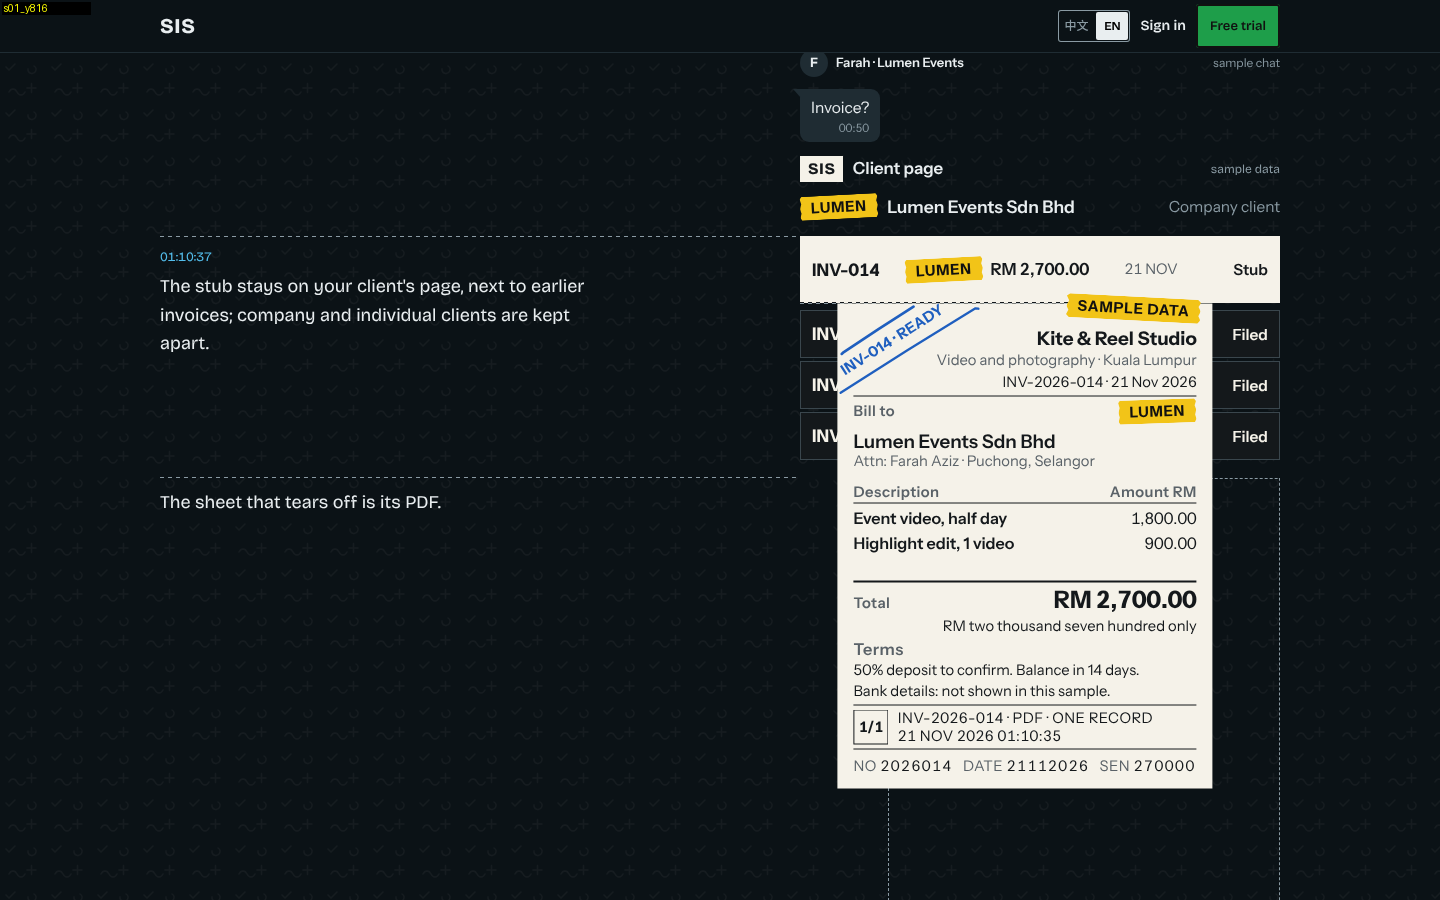 s01_y816
SIS
中文
EN
Sign in
Free trial
F
Farah · Lumen Events
sample chat
Invoice?
00:50
SIS
Client page
sample data
LUMEN
Lumen Events Sdn Bhd
Company client
01:10:37
The stub stays on your client's page, next to earlier
invoices; company and individual clients are kept
apart.
INV-014
LUMEN
RM 2,700.00
21 NOV
Stub
INV
Filed
INV
Filed
INV
Filed
SAMPLE DATA
INV-014 · READY
Kite & Reel Studio
Video and photography · Kuala Lumpur
INV-2026-014 · 21 Nov 2026
Bill to
LUMEN
Lumen Events Sdn Bhd
Attn: Farah Aziz · Puchong, Selangor
Description Amount RM
Event video, half day 1,800.00
Highlight edit, 1 video 900.00
Total RM 2,700.00
RM two thousand seven hundred only
Terms
50% deposit to confirm. Balance in 14 days.
Bank details: not shown in this sample.
1/1
INV-2026-014 · PDF · ONE RECORD
21 NOV 2026 01:10:35
NO 2026014 DATE 21112026 SEN 270000
The sheet that tears off is its PDF.